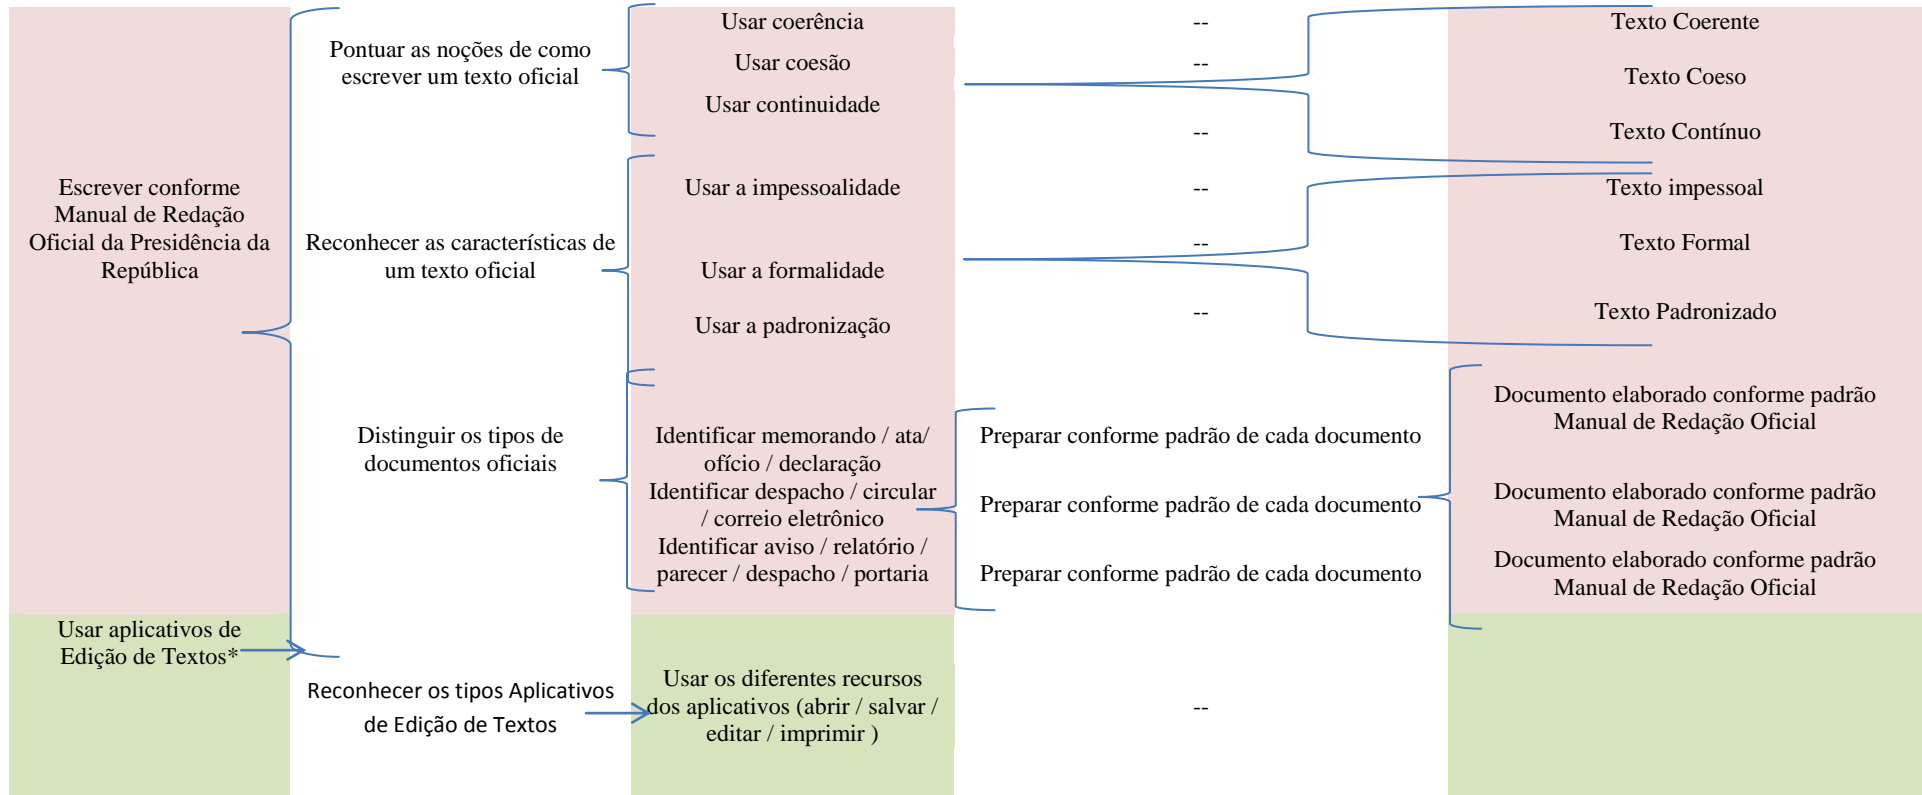 Escrever conforme
Manual de Redação
Oficial da Presidência da
República
Pontuar as noções de como
escrever um texto oficial
Usar coerência
Usar coesão
Usar continuidade
--
--
--
Texto Coerente
Texto Coeso
Texto Contínuo
Reconhecer as características de
um texto oficial
Usar a impessoalidade
Usar a formalidade
Usar a padronização
--
--
--
Texto impessoal
Texto Formal
Texto Padronizado
Distinguir os tipos de
documentos oficiais
Identificar memorando / ata/
ofício / declaração
Identificar despacho / circular
/ correio eletrônico
Identificar aviso / relatório /
parecer / despacho / portaria
Preparar conforme padrão de cada documento
Preparar conforme padrão de cada documento
Preparar conforme padrão de cada documento
Documento elaborado conforme padrão
Manual de Redação Oficial
Documento elaborado conforme padrão
Manual de Redação Oficial
Documento elaborado conforme padrão
Manual de Redação Oficial
Usar aplicativos de
Edição de Textos*
Reconhecer os tipos Aplicativos
de Edição de Textos
Usar os diferentes recursos
dos aplicativos (abrir / salvar /
editar / imprimir )
--